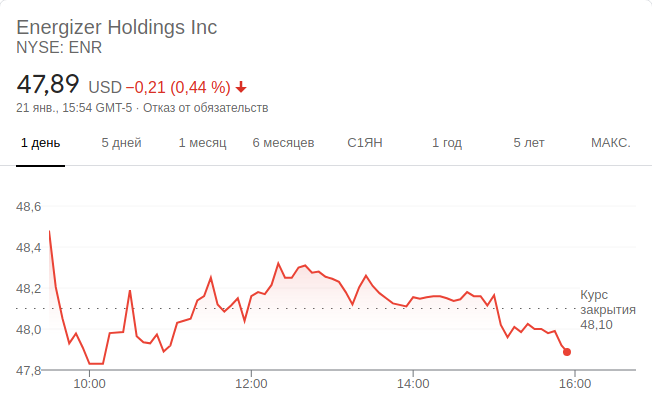 Energizer Holdings Inc
NYSE: ENR
47,89 USD −0,21 (0,44 %)
21 янв., 15:54 GMT-5 · Отказ от обязательств
1 день 5 дней 1 месяц 6 месяцев С1ЯН 1 год 5 лет МАКС.
48,6
48,4
48,2
48,0
47,8
Курс
закрытия
48,10
10:00 12:00 14:00 16:00